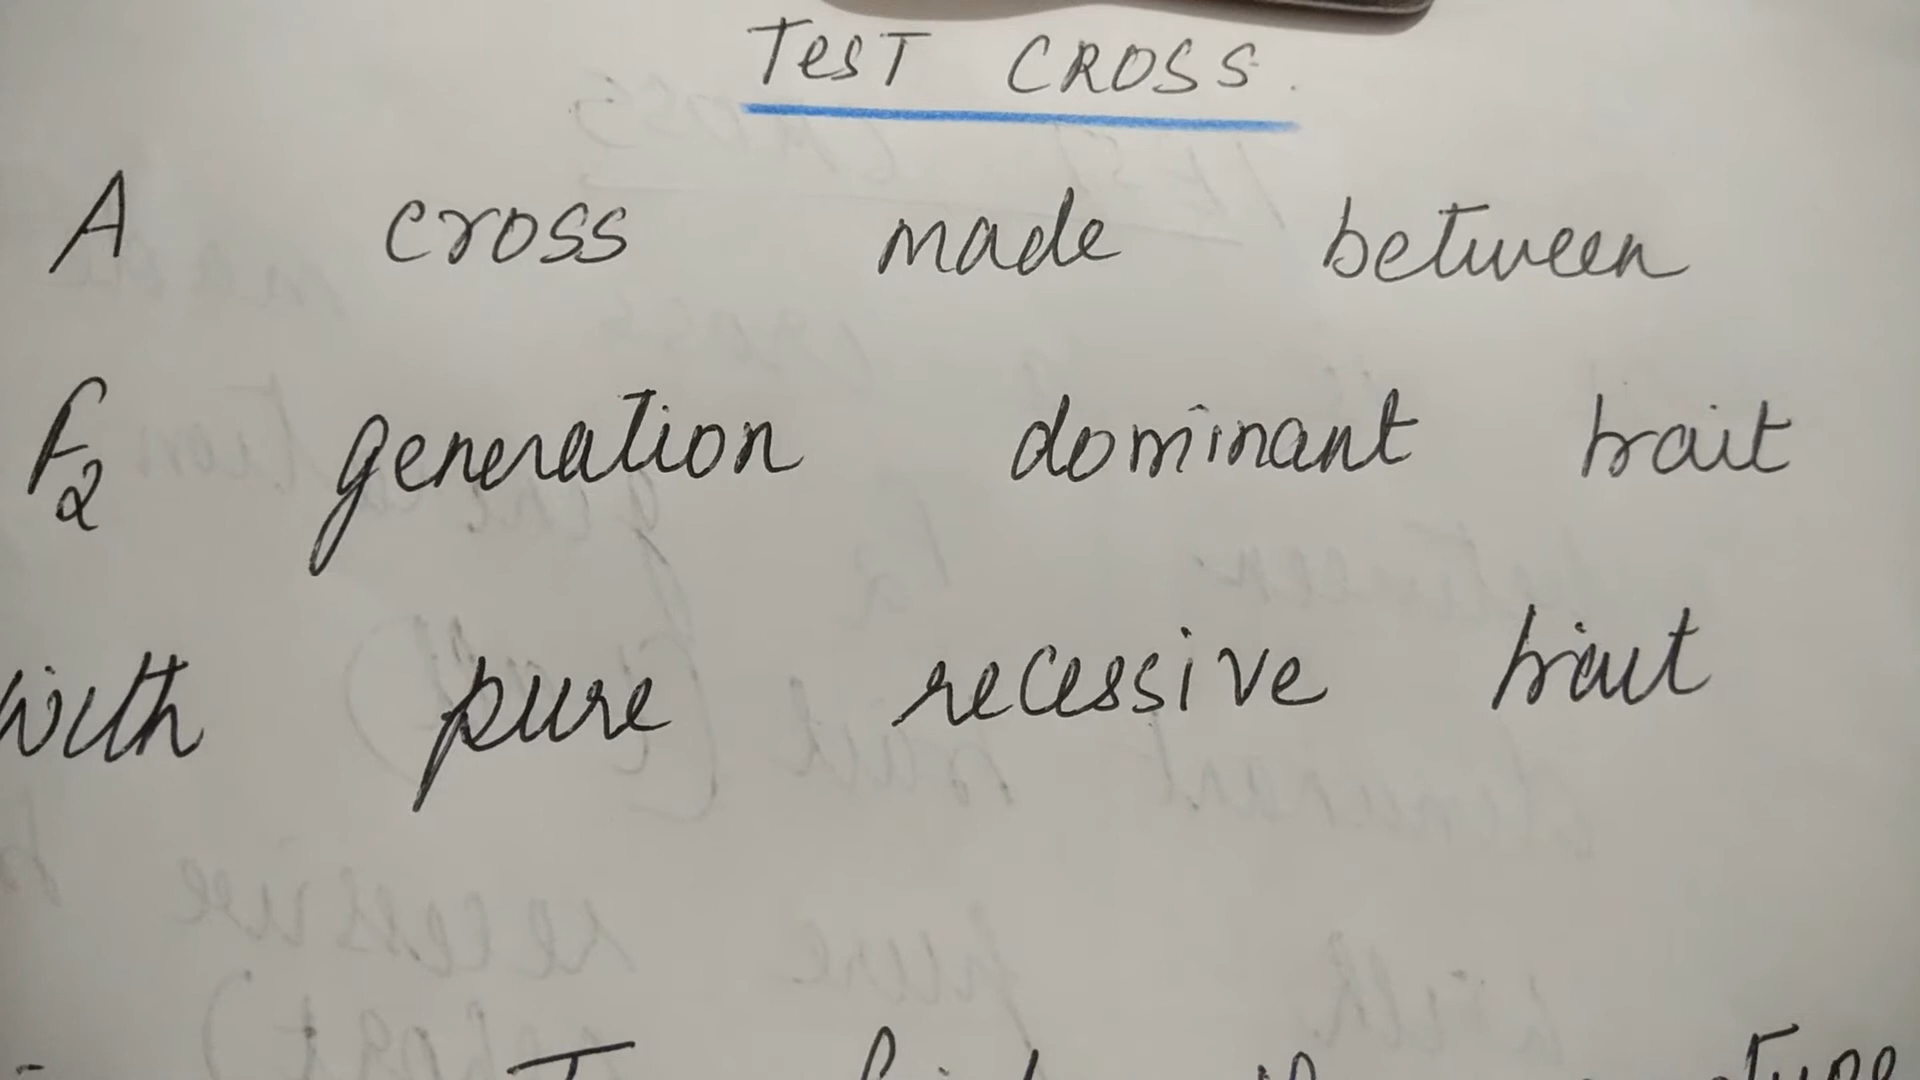 TesT CROSS.
A cross made between
F2 generation dominant trait
with pure recessive trait